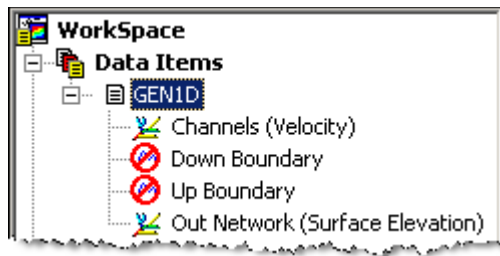 WorkSpace
Data Items
GEN1D
Channels (Velocity)
Down Boundary
Up Boundary
Out Network (Surface Elevation)